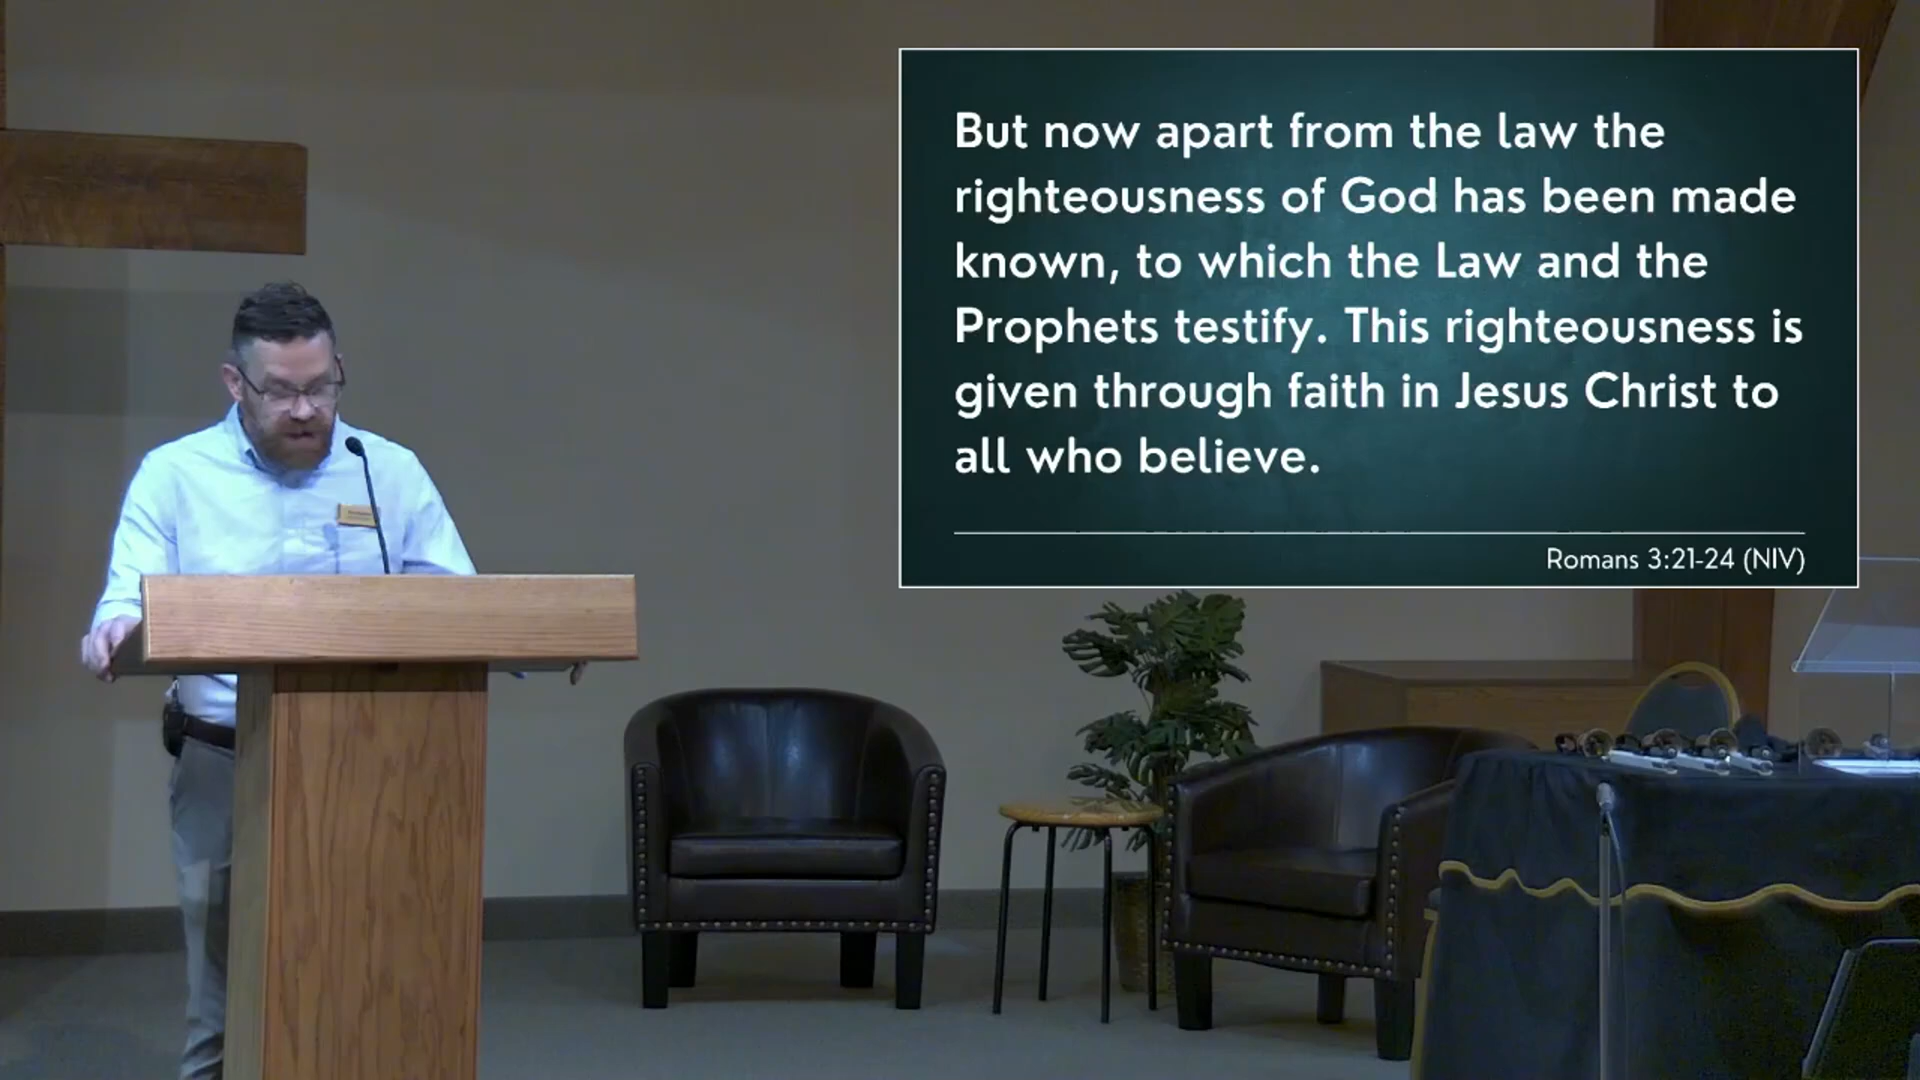 But now apart from the law the
righteousness of God has been made
known, to which the Law and the
Prophets testify. This righteousness is
given through faith in Jesus Christ to
all who believe.
Romans 3:21-24 (NIV)